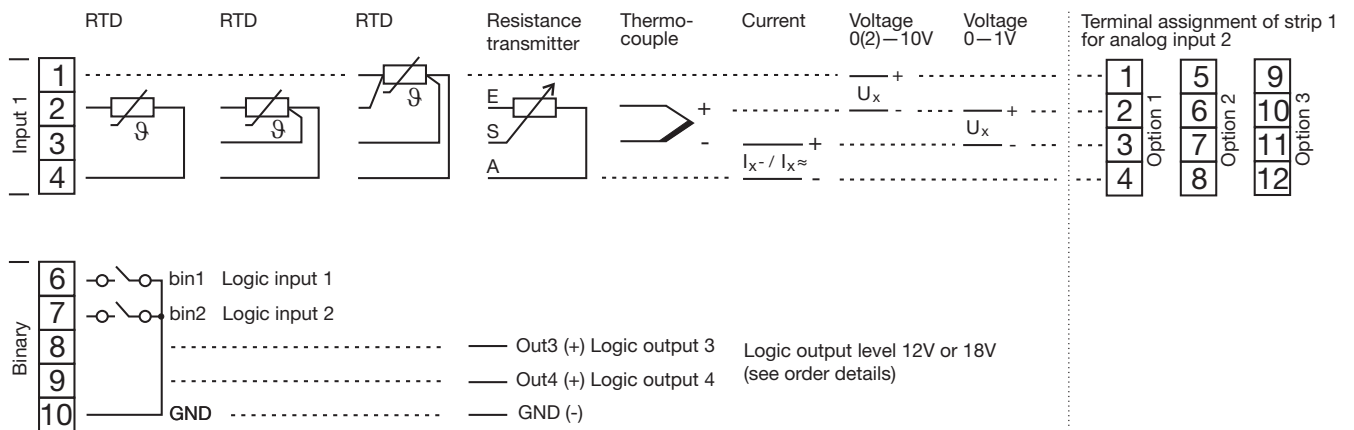 RTD RTD RTD Resistance transmitter Thermo-couple Current Voltage 0(2)—10V Voltage 0—1V
Terminal assignment of strip 1
for analog input 2
Input 1
1
2
3
4
ϑ
ϑ
ϑ
E
S
A
+
-
+
Ix- / Ix≈
-
+
Ux
-
+
Ux
-
1
2
3
4
Option 1
5
6
7
8
Option 2
9
10
11
12
Option 3
Binary
6 bin1 Logic input 1
7 bin2 Logic input 2
8 Out3 (+) Logic output 3
9 Out4 (+) Logic output 4
10 GND GND (-)
Logic output level 12V or 18V
(see order details)